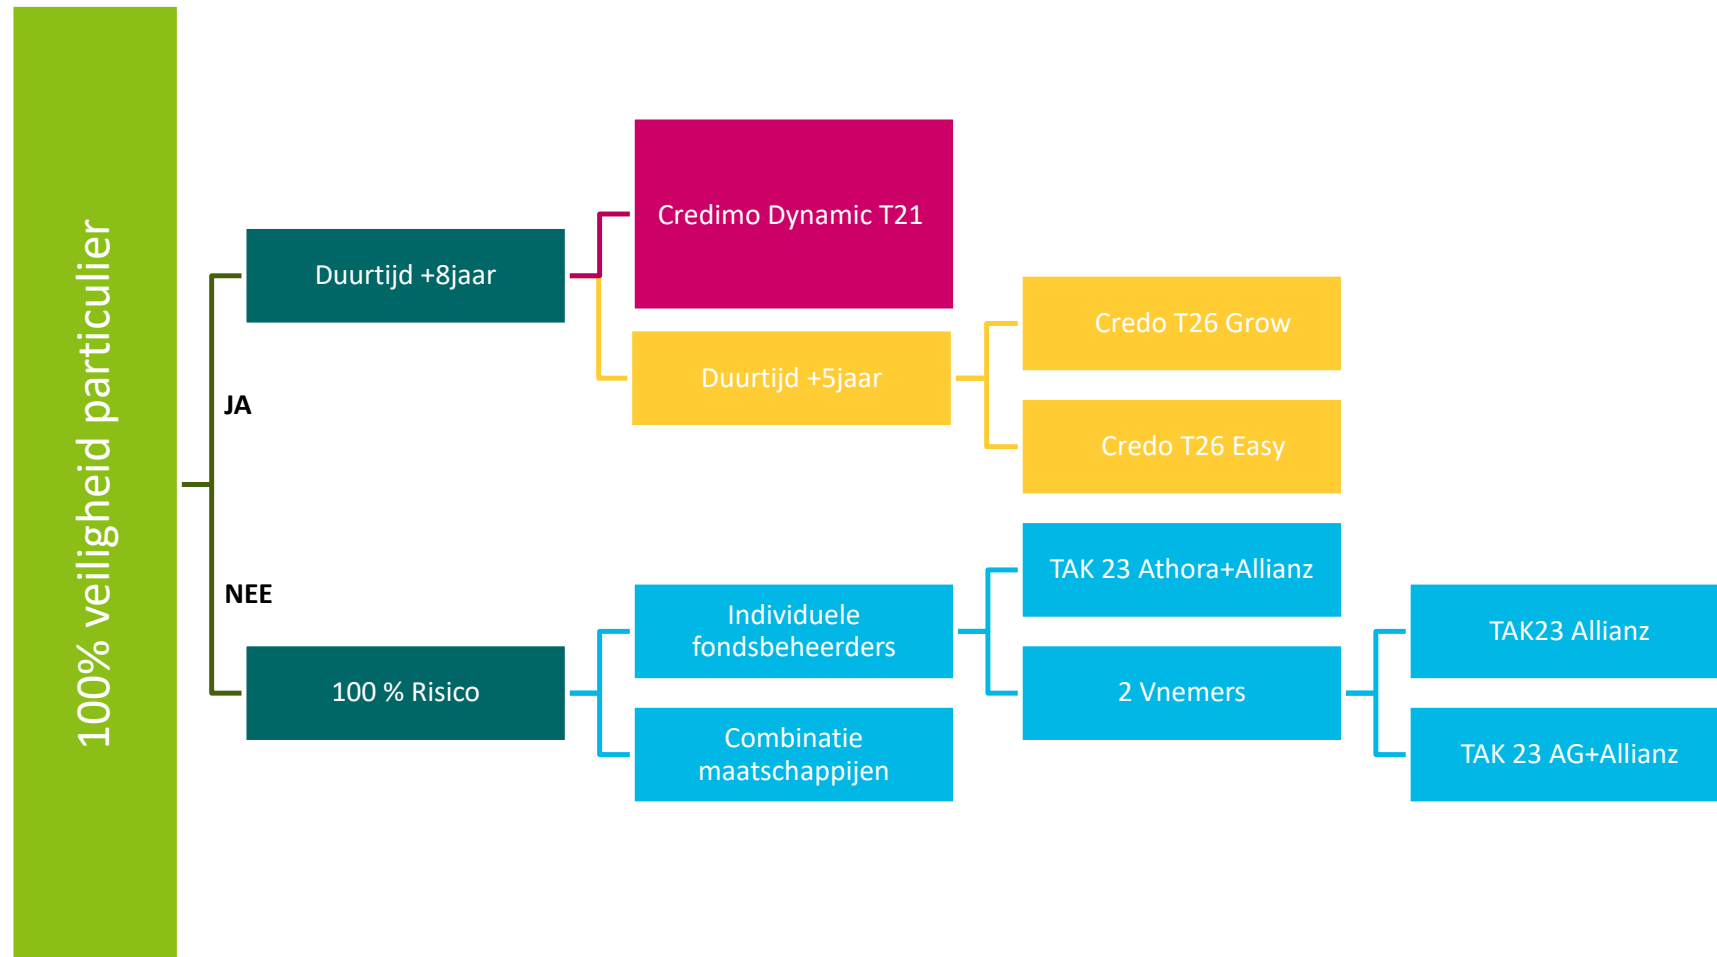 100% veiligheid particulier
JA
NEE
Duurtijd +8jaar
100 % Risico
Credimo Dynamic T21
Duurtijd +5jaar
Credo T26 Grow
Credo T26 Easy
Individuele
fondsbeheerders
Combinatie
maatschappijen
TAK 23 Athora+Allianz
2 Vnemers
TAK23 Allianz
TAK 23 AG+Allianz